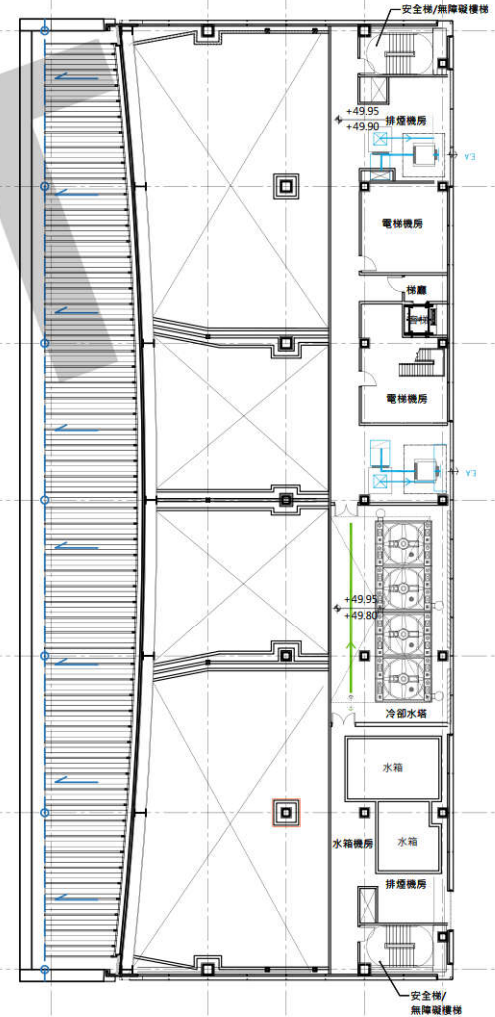 安全梯/無障礙樓梯
+49.95
+49.90
排煙機房
E.A
電梯機房
梯廳
客梯
電梯機房
E.A
+49.95
+49.80
冷卻水塔
水箱
水箱機房
水箱
排煙機房
安全梯/
無障礙樓梯